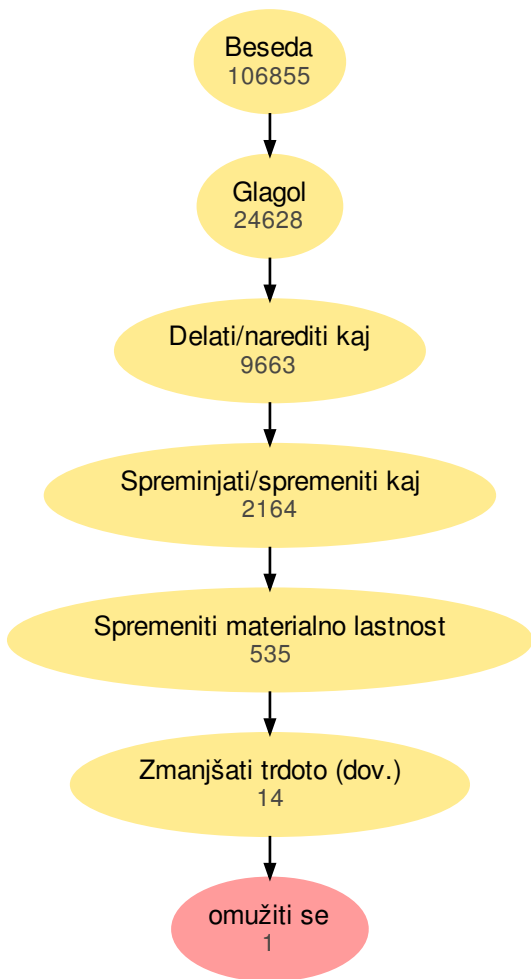 Beseda
106855
Glagol
24628
Delati/narediti kaj
9663
Spreminjati/spremeniti kaj
2164
Spremeniti materialno lastnost
535
Zmanjšati trdoto (dov.)
14
omužiti se
1